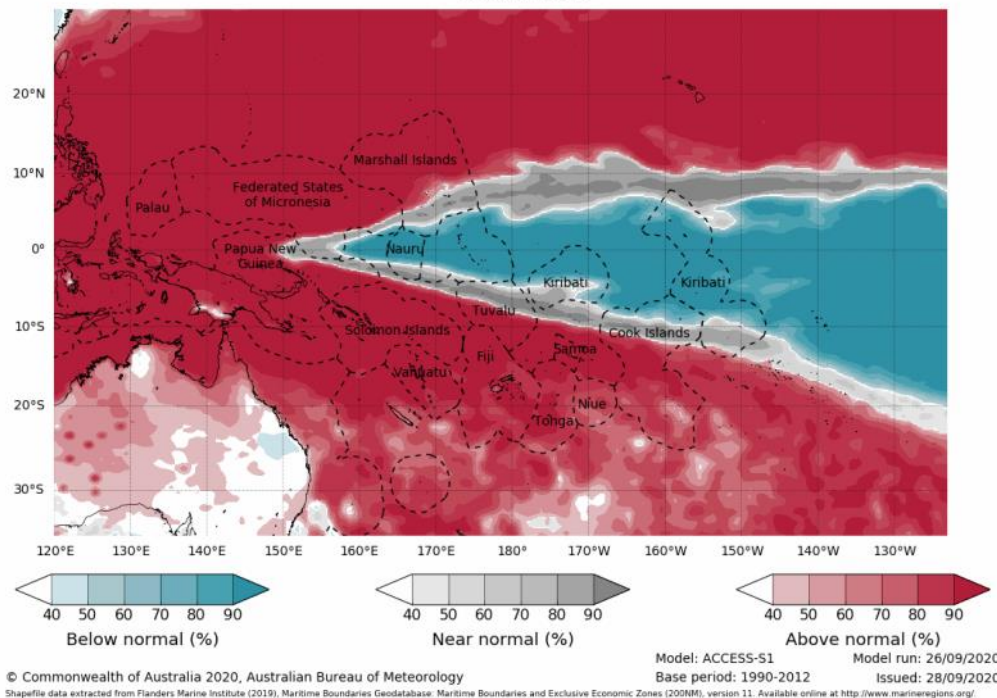 20°N
Marshall Islands
10°N
Federated States
of Micronesia
Palau
0°
Papua New
Guinea
Nauru
Kiribati
Kiribati
Tuvalu
10°S
Solomon Islands
Cook Islands
Fiji
Samoa
Vanuatu
20°S
Niue
Tonga
30°S
120°E 130°E 140°E 150°E 160°E 170°E 180° 170°W 160°W 150°W 140°W 130°W
40 50 60 70 80 90
Below normal (%)
40 50 60 70 80 90
Near normal (%)
40 50 60 70 80 90
Above normal (%)
Model: ACCESS-S1 Model run: 26/09/2020
© Commonwealth of Australia 2020, Australian Bureau of Meteorology
Base period: 1990-2012 Issued: 28/09/2020
Shapefile data extracted from Flanders Marine Institute (2019), Maritime Boundaries Geodatabase: Maritime Boundaries and Exclusive Economic Zones (200NM), version 11. Available online at http://www.marineregions.org/.